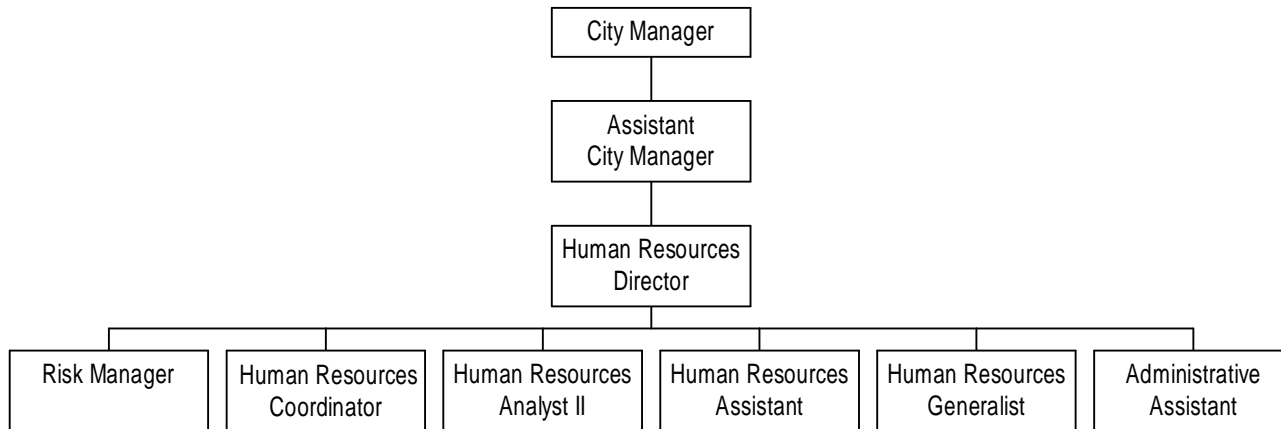 City Manager
Assistant
City Manager
Human Resources
Director
Risk Manager
Human Resources
Coordinator
Human Resources
Analyst II
Human Resources
Assistant
Human Resources
Generalist
Administrative
Assistant